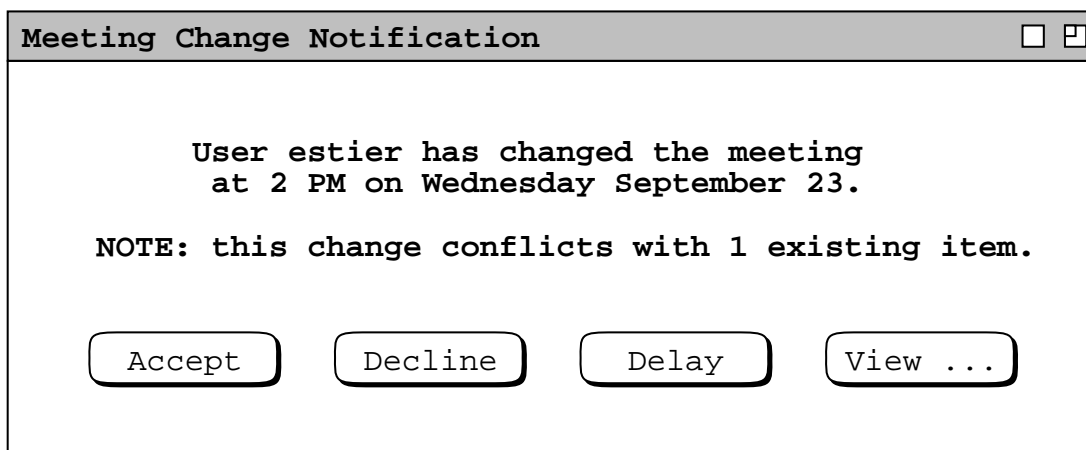 Meeting Change Notification
User estier has changed the meeting
at 2 PM on Wednesday September 23.
NOTE: this change conflicts with 1 existing item.
Accept Decline Delay View ...